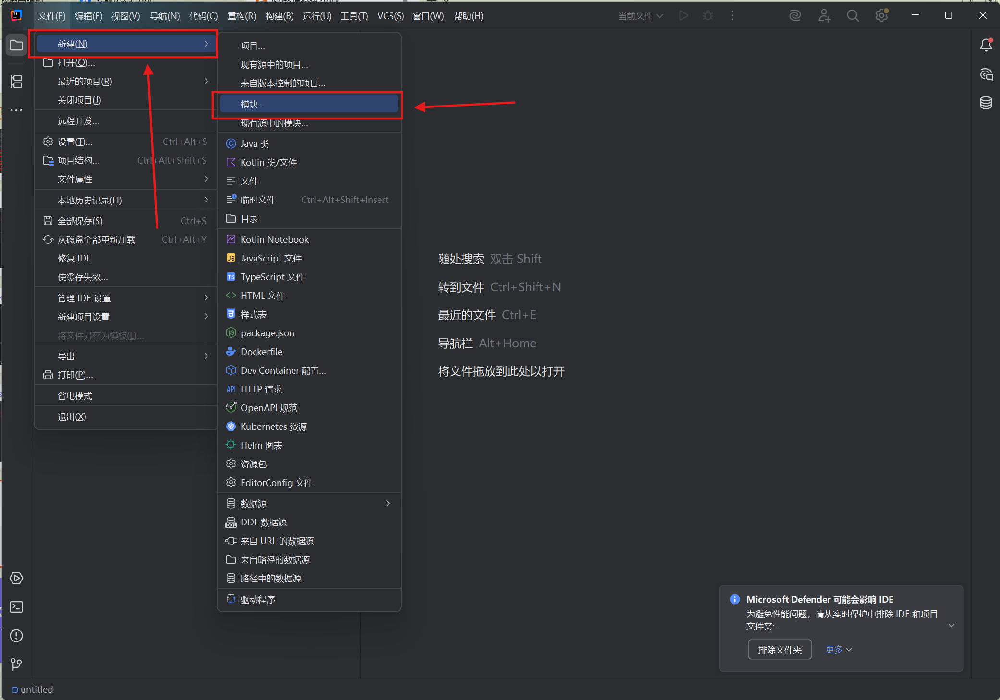 文件(F) 编辑(E) 视图(V) 导航(N) 代码(C) 重构(R) 构建(B) 运行(U) 工具(T) VCS(S) 窗口(W) 帮助(H) 当前文件
新建(N)
打开(O)...
最近的项目(R)
关闭项目(J)
远程开发...
设置(T)... Ctrl+Alt+S
项目结构... Ctrl+Alt+Shift+S
文件属性
本地历史记录(H)
全部保存(S) Ctrl+S
从磁盘全部重新加载 Ctrl+Alt+Y
修复 IDE
使缓存失效...
管理 IDE 设置
新建项目设置
将文件另存为模板(L)...
导出
打印(P)...
省电模式
退出(X)
项目...
现有源中的项目...
来自版本控制的项目...
模块...
现有源中的模块...
Java 类
Kotlin 类/文件
文件
临时文件 Ctrl+Alt+Shift+Insert
目录
Kotlin Notebook
JavaScript 文件
TypeScript 文件
HTML 文件
样式表
package.json
Dockerfile
Dev Container 配置...
HTTP 请求
OpenAPI 规范
Kubernetes 资源
Helm 图表
资源包
EditorConfig 文件
数据源
DDL 数据源
来自 URL 的数据源
来自路径的数据源
路径中的数据源
驱动程序
随处搜索 双击 Shift
转到文件 Ctrl+Shift+N
最近的文件 Ctrl+E
导航栏 Alt+Home
将文件拖放到此处以打开
Microsoft Defender 可能会影响 IDE
为避免性能问题，请从实时保护中排除 IDE 和项目
文件夹:...
排除文件夹 更多
untitled